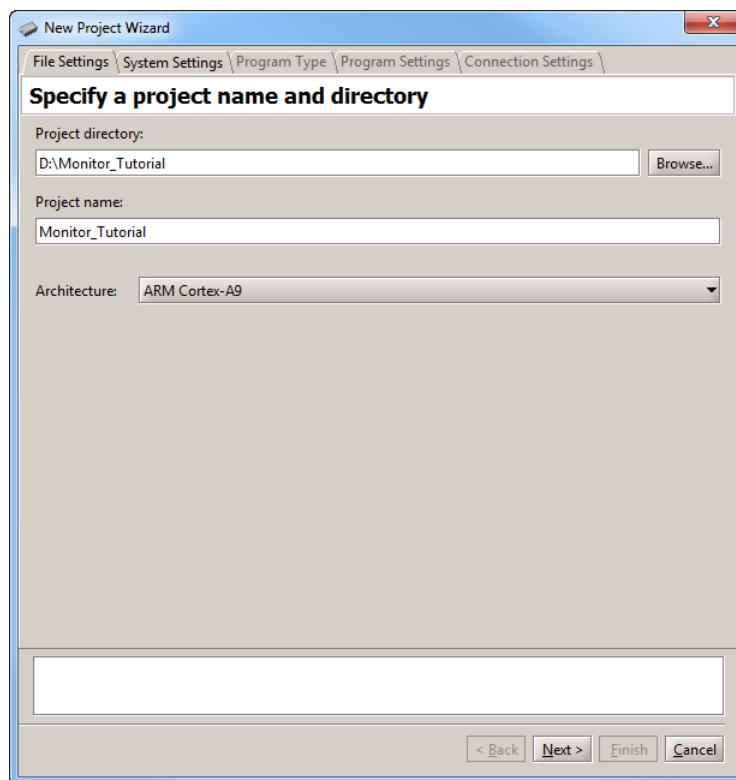 New Project Wizard
File Settings System Settings Program Type Program Settings Connection Settings
Specify a project name and directory
Project directory:
D:\Monitor_Tutorial Browse...
Project name:
Monitor_Tutorial
Architecture: ARM Cortex-A9
< Back Next > Finish Cancel